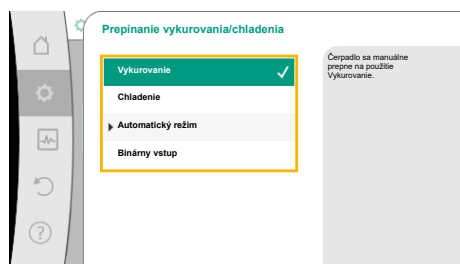 Prepínanie vykurovania/chladenia
Vykurovanie
Chladenie
Automatický režim
Binárny vstup
Čerpadlo sa manuálne
prepne na použitie
Vykurovanie.